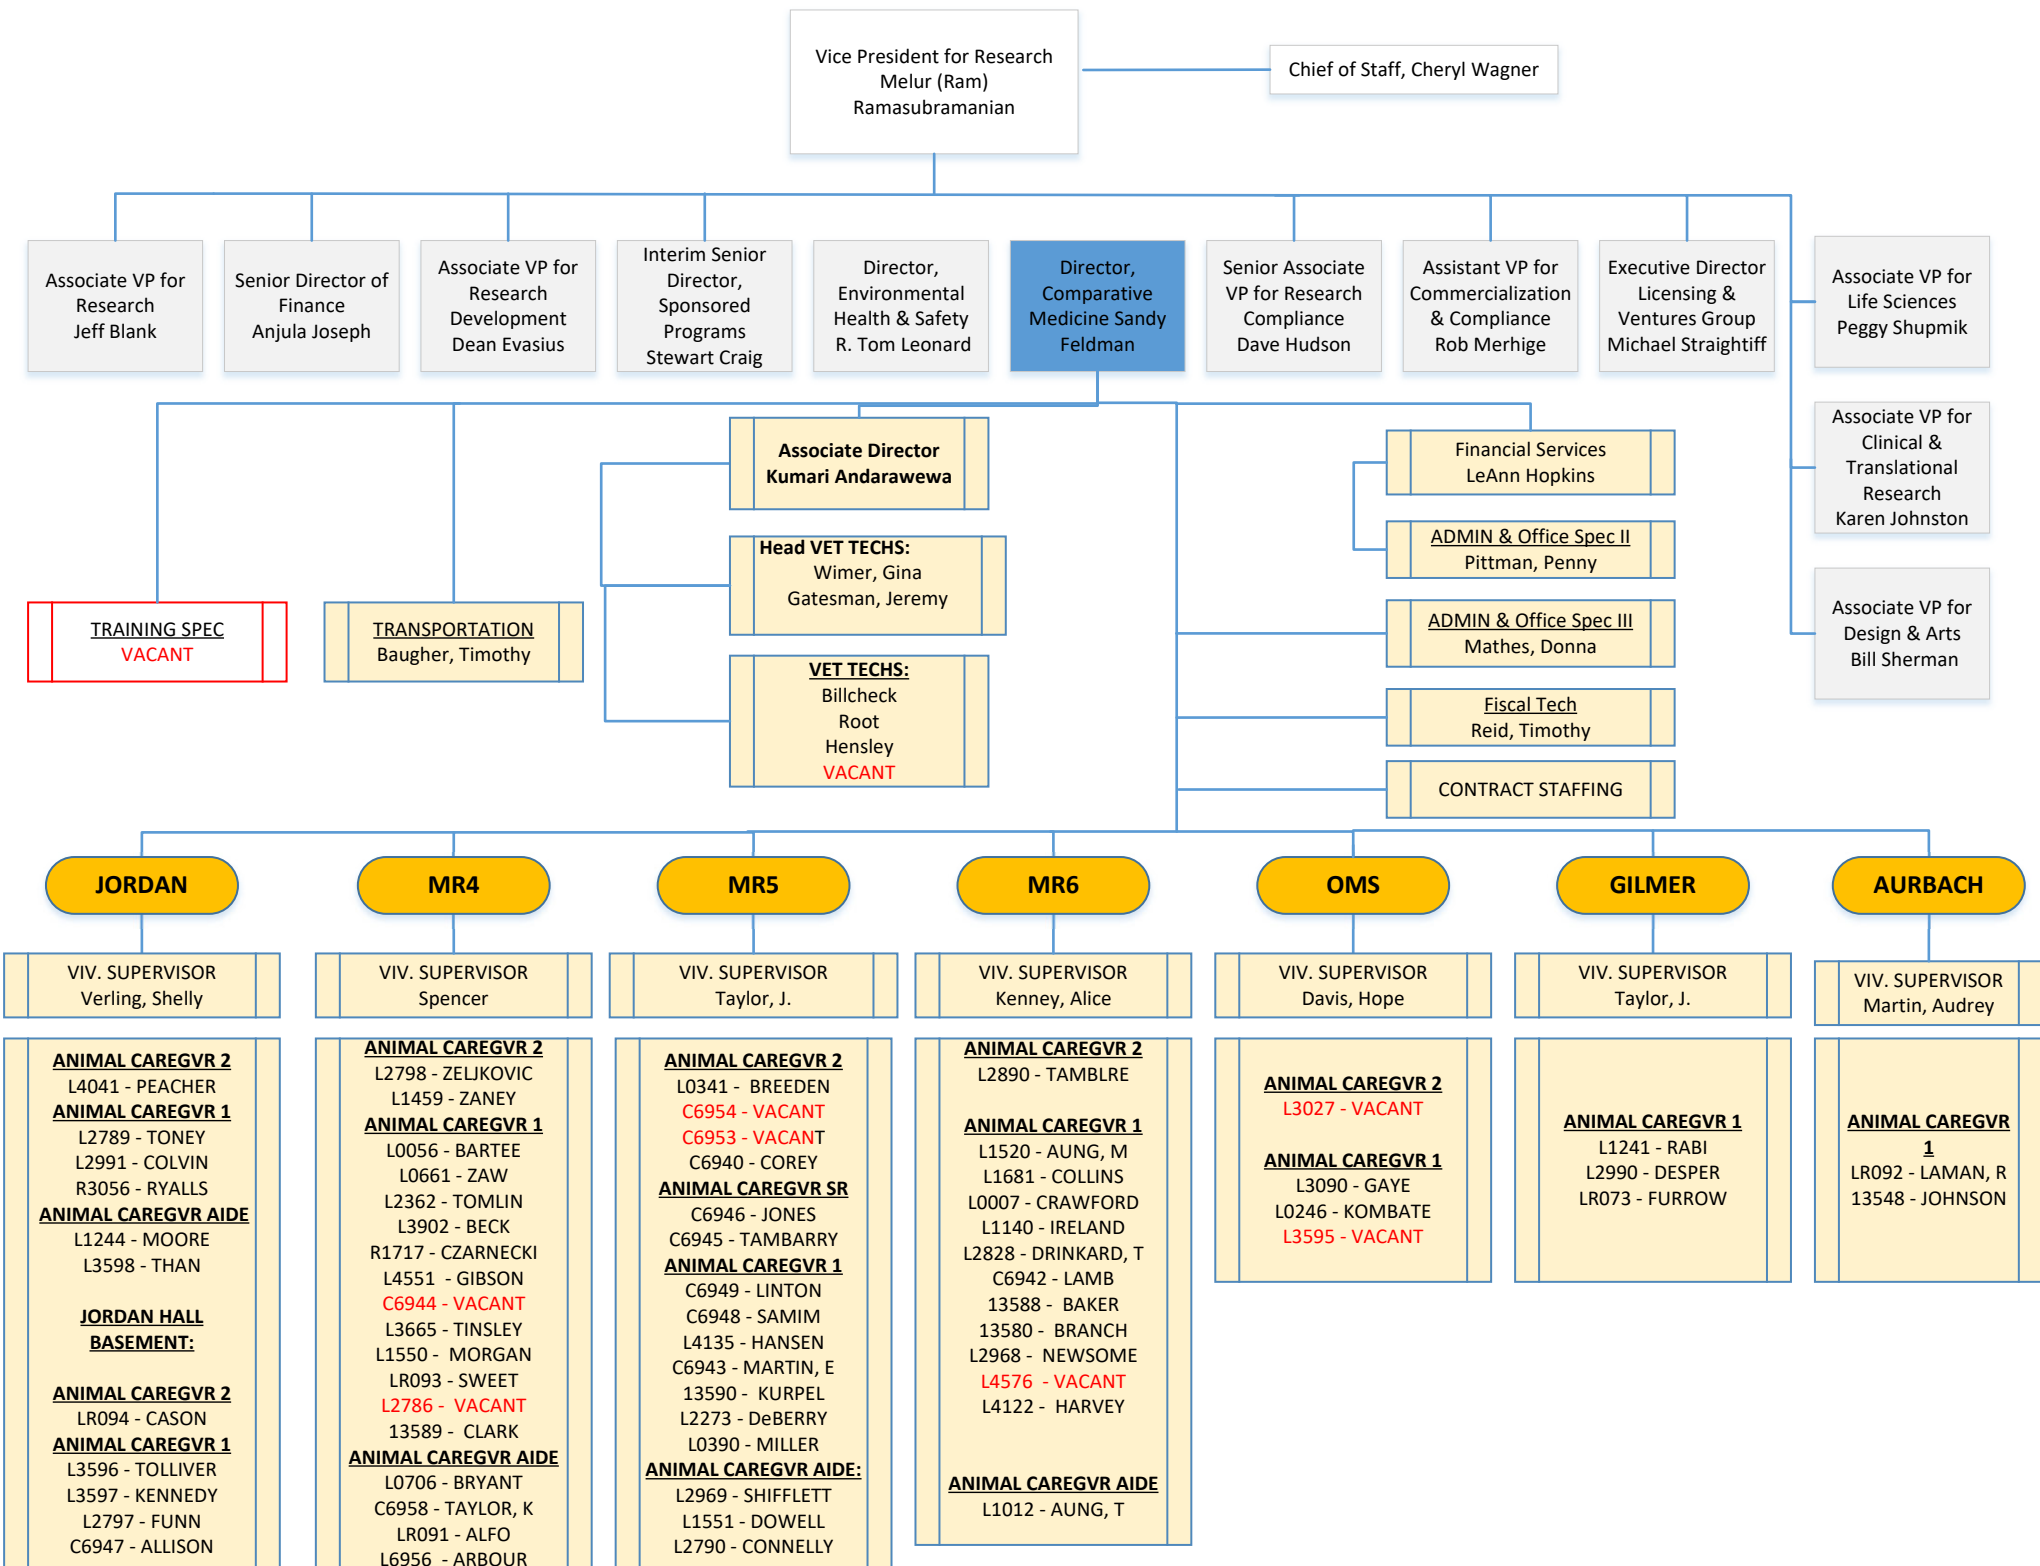 Vice President for Research
Melur (Ram)
Ramasubramanian
Chief of Staff, Cheryl Wagner
Associate VP for
Research
Jeff Blank
Senior Director of
Finance
Anjula Joseph
Associate VP for
Research
Development
Dean Evasius
Interim Senior
Director,
Sponsored
Programs
Stewart Craig
Director,
Environmental
Health & Safety
R. Tom Leonard
Director,
Comparative
Medicine Sandy
Feldman
Senior Associate
VP for Research
Compliance
Dave Hudson
Assistant VP for
Commercialization
& Compliance
Rob Merhige
Executive Director
Licensing &
Ventures Group
Michael Straightiff
Associate VP for
Life Sciences
Peggy Shupmik
Associate VP for
Clinical &
Translational
Research
Karen Johnston
Associate VP for
Design & Arts
Bill Sherman
Associate Director
Kumari Andarawewa
Head VET TECHS:
Wimer, Gina
Gatesman, Jeremy
VET TECHS:
Billcheck
Root
Hensley
VACANT
TRAINING SPEC
VACANT
TRANSPORTATION
Baugher, Timothy
Financial Services
LeAnn Hopkins
ADMIN & Office Spec II
Pittman, Penny
ADMIN & Office Spec III
Mathes, Donna
Fiscal Tech
Reid, Timothy
CONTRACT STAFFING
JORDAN
VIV. SUPERVISOR
Verling, Shelly
ANIMAL CAREGVR 2
L4041 - PEACHER
ANIMAL CAREGVR 1
L2789 - TONEY
L2991 - COLVIN
R3056 - RYALLS
ANIMAL CAREGVR AIDE
L1244 - MOORE
L3598 - THAN
JORDAN HALL
BASEMENT:
ANIMAL CAREGVR 2
LR094 - CASON
ANIMAL CAREGVR 1
L3596 - TOLLIVER
L3597 - KENNEDY
L2797 - FUNN
C6947 - ALLISON
MR4
VIV. SUPERVISOR
Spencer
ANIMAL CAREGVR 2
L2798 - ZELJKOVIC
L1459 - ZANEY
ANIMAL CAREGVR 1
L0056 - BARTEE
L0661 - ZAW
L2362 - TOMLIN
L3902 - BECK
R1717 - CZARNECKI
L4551 - GIBSON
C6944 - VACANT
L3665 - TINSLEY
L1550 - MORGAN
LR093 - SWEET
L2786 - VACANT
13589 - CLARK
ANIMAL CAREGVR AIDE
L0706 - BRYANT
C6958 - TAYLOR, K
LR091 - ALFO
L6956 - ARBOUR
MR5
VIV. SUPERVISOR
Taylor, J.
ANIMAL CAREGVR 2
L0341 - BREEDEN
C6954 - VACANT
C6953 - VACANT
C6940 - COREY
ANIMAL CAREGVR SR
C6946 - JONES
C6945 - TAMBARRY
ANIMAL CAREGVR 1
C6949 - LINTON
C6948 - SAMIM
L4135 - HANSEN
C6943 - MARTIN, E
13590 - KURPEL
L2273 - DeBERRY
L0390 - MILLER
ANIMAL CAREGVR AIDE:
L2969 - SHIFFLETT
L1551 - DOWELL
L2790 - CONNELLY
MR6
VIV. SUPERVISOR
Kenney, Alice
ANIMAL CAREGVR 2
L2890 - TAMBLRE
ANIMAL CAREGVR 1
L1520 - AUNG, M
L1681 - COLLINS
L0007 - CRAWFORD
L1140 - IRELAND
L2828 - DRINKARD, T
C6942 - LAMB
13588 - BAKER
13580 - BRANCH
L2968 - NEWSOME
L4576 - VACANT
L4122 - HARVEY
ANIMAL CAREGVR AIDE
L1012 - AUNG, T
OMS
VIV. SUPERVISOR
Davis, Hope
ANIMAL CAREGVR 2
L3027 - VACANT
ANIMAL CAREGVR 1
L3090 - GAYE
L0246 - KOMBATE
L3595 - VACANT
GILMER
VIV. SUPERVISOR
Taylor, J.
ANIMAL CAREGVR 1
L1241 - RABI
L2990 - DESPER
LR073 - FURROW
AURBACH
VIV. SUPERVISOR
Martin, Audrey
ANIMAL CAREGVR
1
LR092 - LAMAN, R
13548 - JOHNSON